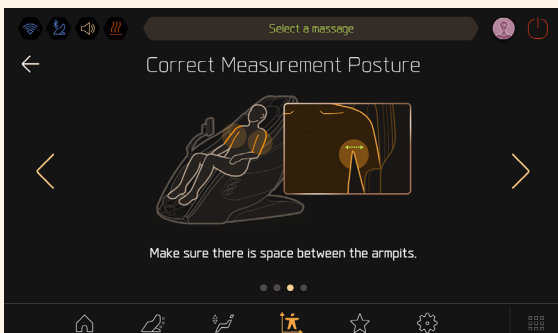 Select a massage
Correct Measurement Posture
Make sure there is space between the armpits.